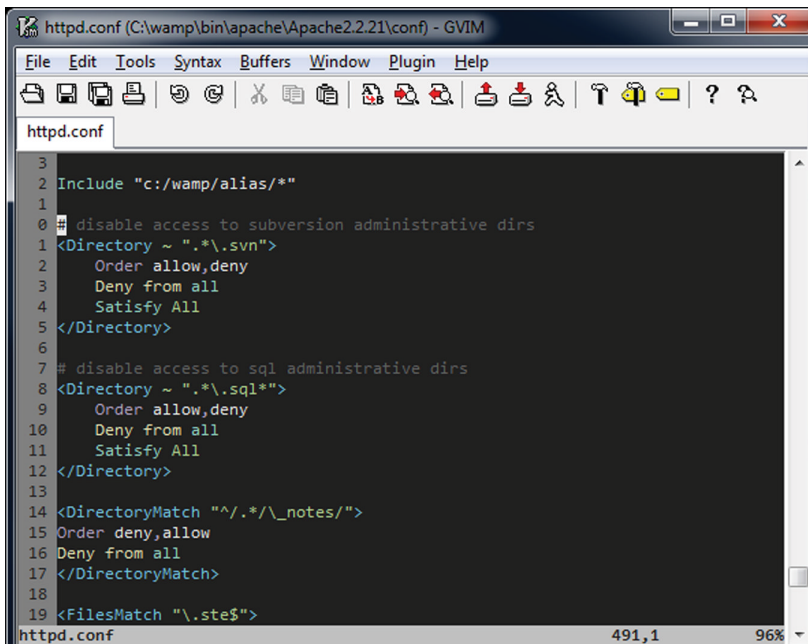 httpd.conf (C:\wamp\bin\apache\Apache2.2.21\conf) - GVIM
File Edit Tools Syntax Buffers Window Plugin Help
httpd.conf
3
2 Include "c:/wamp/alias/*"
1
0 # disable access to subversion administrative dirs
1 <Directory ~ ".*\.svn">
2     Order allow,deny
3     Deny from all
4     Satisfy All
5 </Directory>
6
7 # disable access to sql administrative dirs
8 <Directory ~ ".*\.sql*">
9     Order allow,deny
10     Deny from all
11     Satisfy All
12 </Directory>
13
14 <DirectoryMatch "^/.*/\_notes/">
15 Order deny,allow
16 Deny from all
17 </DirectoryMatch>
18
19 <FilesMatch "\.ste$">
httpd.conf 491,1 96%